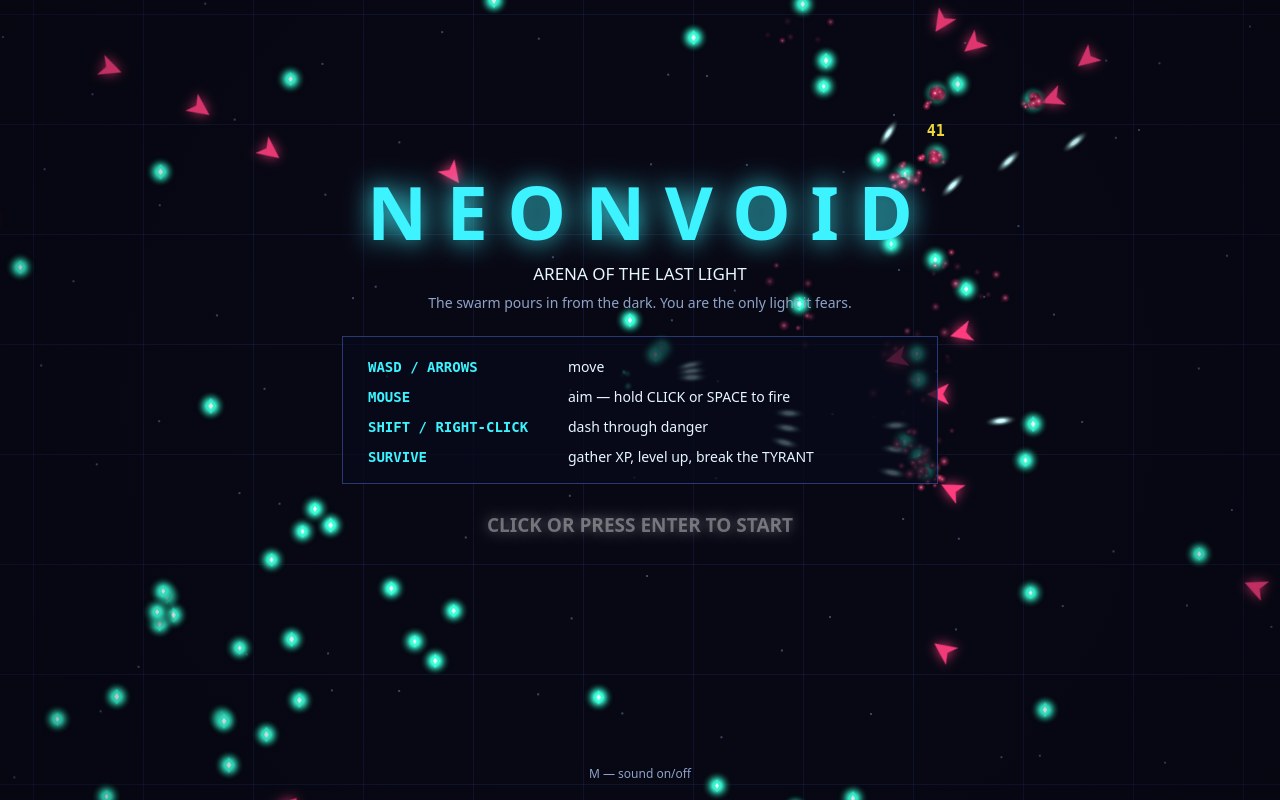 41
NEONVOID
ARENA OF THE LAST LIGHT
The swarm pours in from the dark. You are the only light it fears.
WASD / ARROWS move
MOUSE aim — hold CLICK or SPACE to fire
SHIFT / RIGHT-CLICK dash through danger
SURVIVE gather XP, level up, break the TYRANT
CLICK OR PRESS ENTER TO START
M — sound on/off